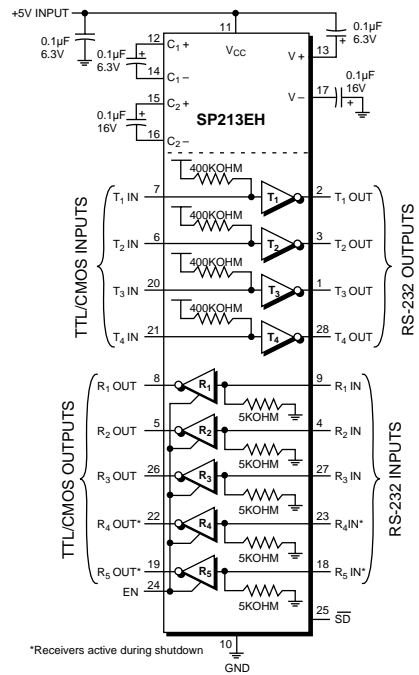 +5V INPUT
11
VCC
0.1µF
6.3V
12
C1 +
0.1µF
6.3V
14
C1 –
15
C2 +
0.1µF
16V
16
C2 –
0.1µF
6.3V
13
V +
0.1µF
16V
17
V –
SP213EH
TTL/CMOS INPUTS
RS-232 OUTPUTS
400KOHM
7
T1 IN
T1
2
T1 OUT
400KOHM
6
T2 IN
T2
3
T2 OUT
400KOHM
20
T3 IN
T3
1
T3 OUT
400KOHM
21
T4 IN
T4
28
T4 OUT
TTL/CMOS OUTPUTS
RS-232 INPUTS
8
R1 OUT
R1
9
R1 IN
5KOHM
5
R2 OUT
R2
4
R2 IN
5KOHM
26
R3 OUT
R3
27
R3 IN
5KOHM
22
R4 OUT*
R4
23
R4IN*
5KOHM
19
R5 OUT*
R5
18
R5 IN*
5KOHM
24
EN
25
SD
*Receivers active during shutdown
10
GND